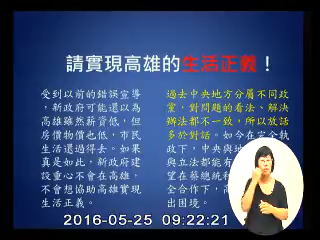 請實現高雄的生活正義！
受到以前的錯誤宣導
，新政府可能還以為
高雄雖然薪資低，但
房價物價也低，市民
生活還過得去。如果
真是如此，新政府建
設重心不會在高雄，
不會想協助高雄實現
生活正義。
過去中央地方分屬不同政
黨，對問題的看法、解決
辦法都不一致，所以放話
多於對話。如今在完全執
政下，中央與地
與立法都能有
望在蔡總統
全合作下，高
出困境。
2016-05-25 09:22:21